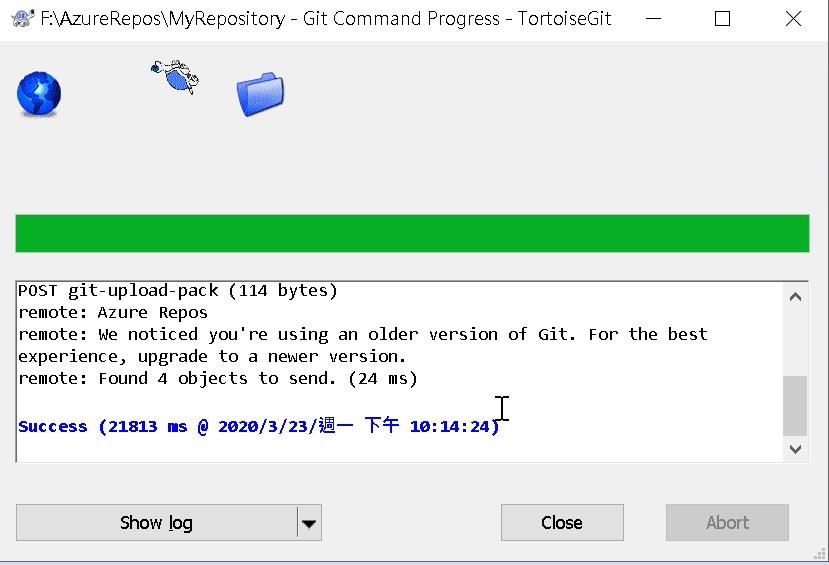 F:\AzureRepos\MyRepository - Git Command Progress - TortoiseGit
POST git-upload-pack (114 bytes)
remote: Azure Repos
remote: We noticed you're using an older version of Git. For the best
experience, upgrade to a newer version.
remote: Found 4 objects to send. (24 ms)
Success (21813 ms @ 2020/3/23/週一 下午 10:14:24)
Show log
Close
Abort